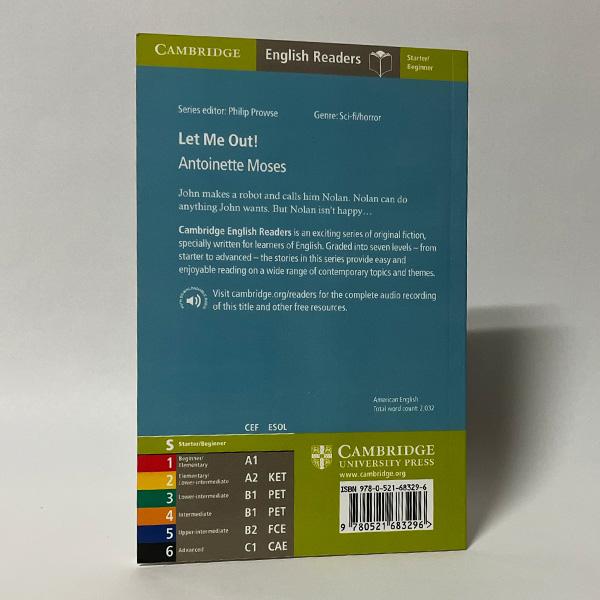 CAMBRIDGE English Readers Starter/
Beginner
Series editor: Philip Prowse Genre: Sci-fi/horror
Let Me Out!
Antoinette Moses
John makes a robot and calls him Nolan. Nolan can do
anything John wants. But Nolan isn't happy…
Cambridge English Readers is an exciting series of original fiction,
specially written for learners of English. Graded into seven levels – from
starter to advanced – the stories in this series provide easy and
enjoyable reading on a wide range of contemporary topics and themes.
Visit cambridge.org/readers for the complete audio recording
of this title and other free resources.
American English
Total word count: 2,032
CEF ESOL
S Starter/Beginner
1 Beginner/
Elementary A1
2 Elementary/
Lower-intermediate A2 KET
3 Lower-intermediate B1 PET
4 Intermediate B1 PET
5 Upper-intermediate B2 FCE
6 Advanced C1 CAE
CAMBRIDGE
UNIVERSITY PRESS
www.cambridge.org
ISBN 978-0-521-68329-6
9 780521 683296 >